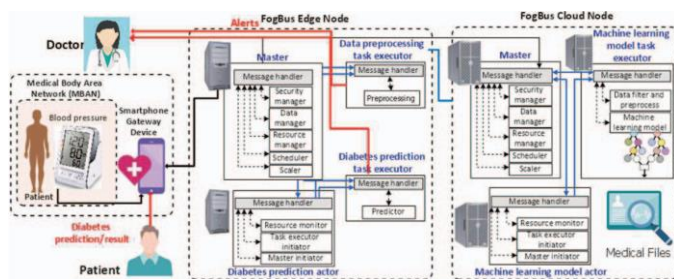 Alerts
FogBus Edge Node
FogBus Cloud Node
Doctor
Master
Data preprocessing
task executor
Master
Machine learning
model task
executor
Medical Body Area
Network (MBAN)
Smartphone
Gateway
Device
Blood pressure
Patient
Diabetes
prediction/result
Patient
Message handler
Security
manager
Data
manager
Resource
manager
Scheduler
Scaler
Message handler
Preprocessing
Diabetes prediction
task executor
Message handler
Predictor
Message handler
Resource monitor
Task executor
initiator
Master initiator
Diabetes prediction actor
Message handler
Security
manager
Data
manager
Resource
manager
Scheduler
Scaler
Message handler
Data filter and
preprocess
Machine
learning model
Message handler
Resource monitor
Task executor
initiator
Master initiator
Machine learning model actor
Medical Files